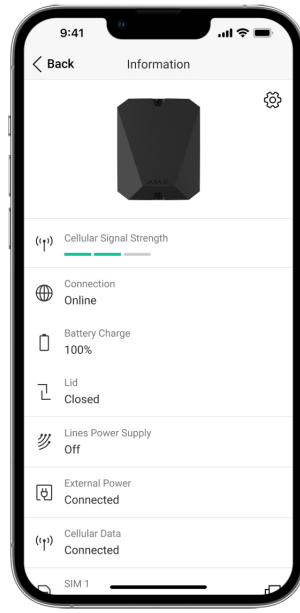 9:41
Back
Information
AJAX
Cellular Signal Strength
Connection
Online
Battery Charge
100%
Lid
Closed
Lines Power Supply
Off
External Power
Connected
Cellular Data
Connected
SIM 1